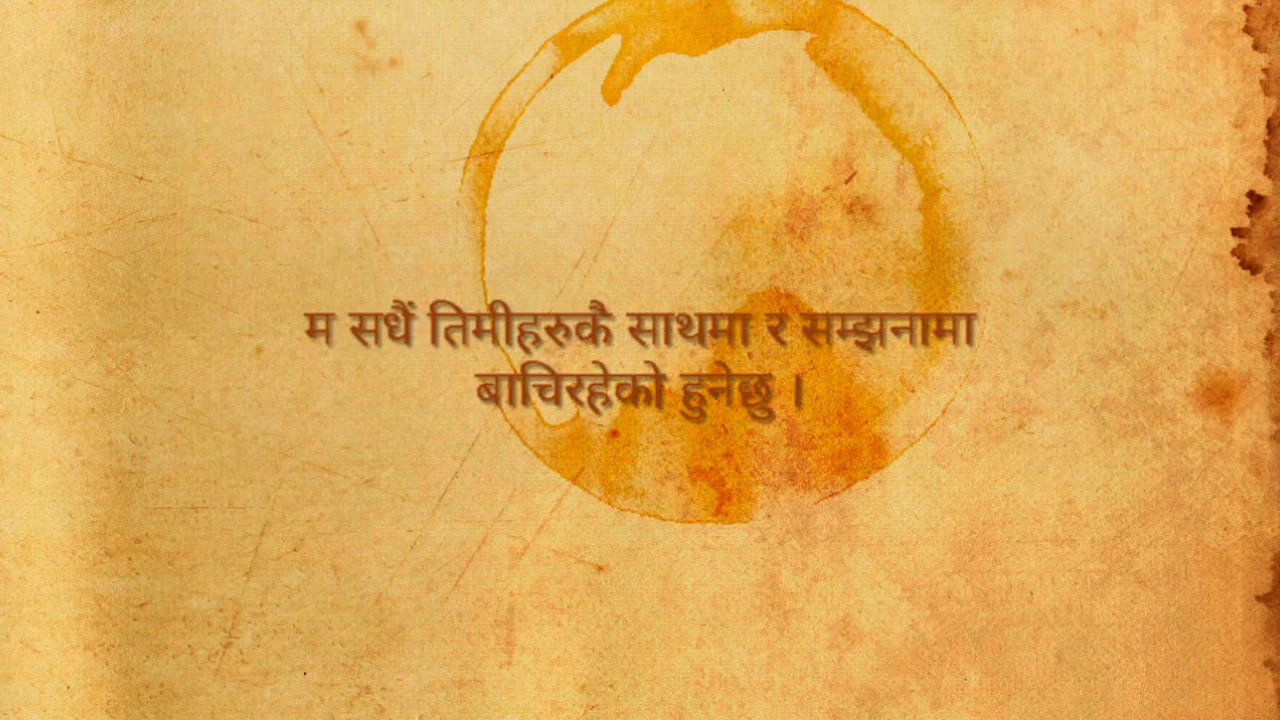 म सधैं तिमीहरुकै साथमा र सम्झनामा
बाचिरहेको हुनेछु ।